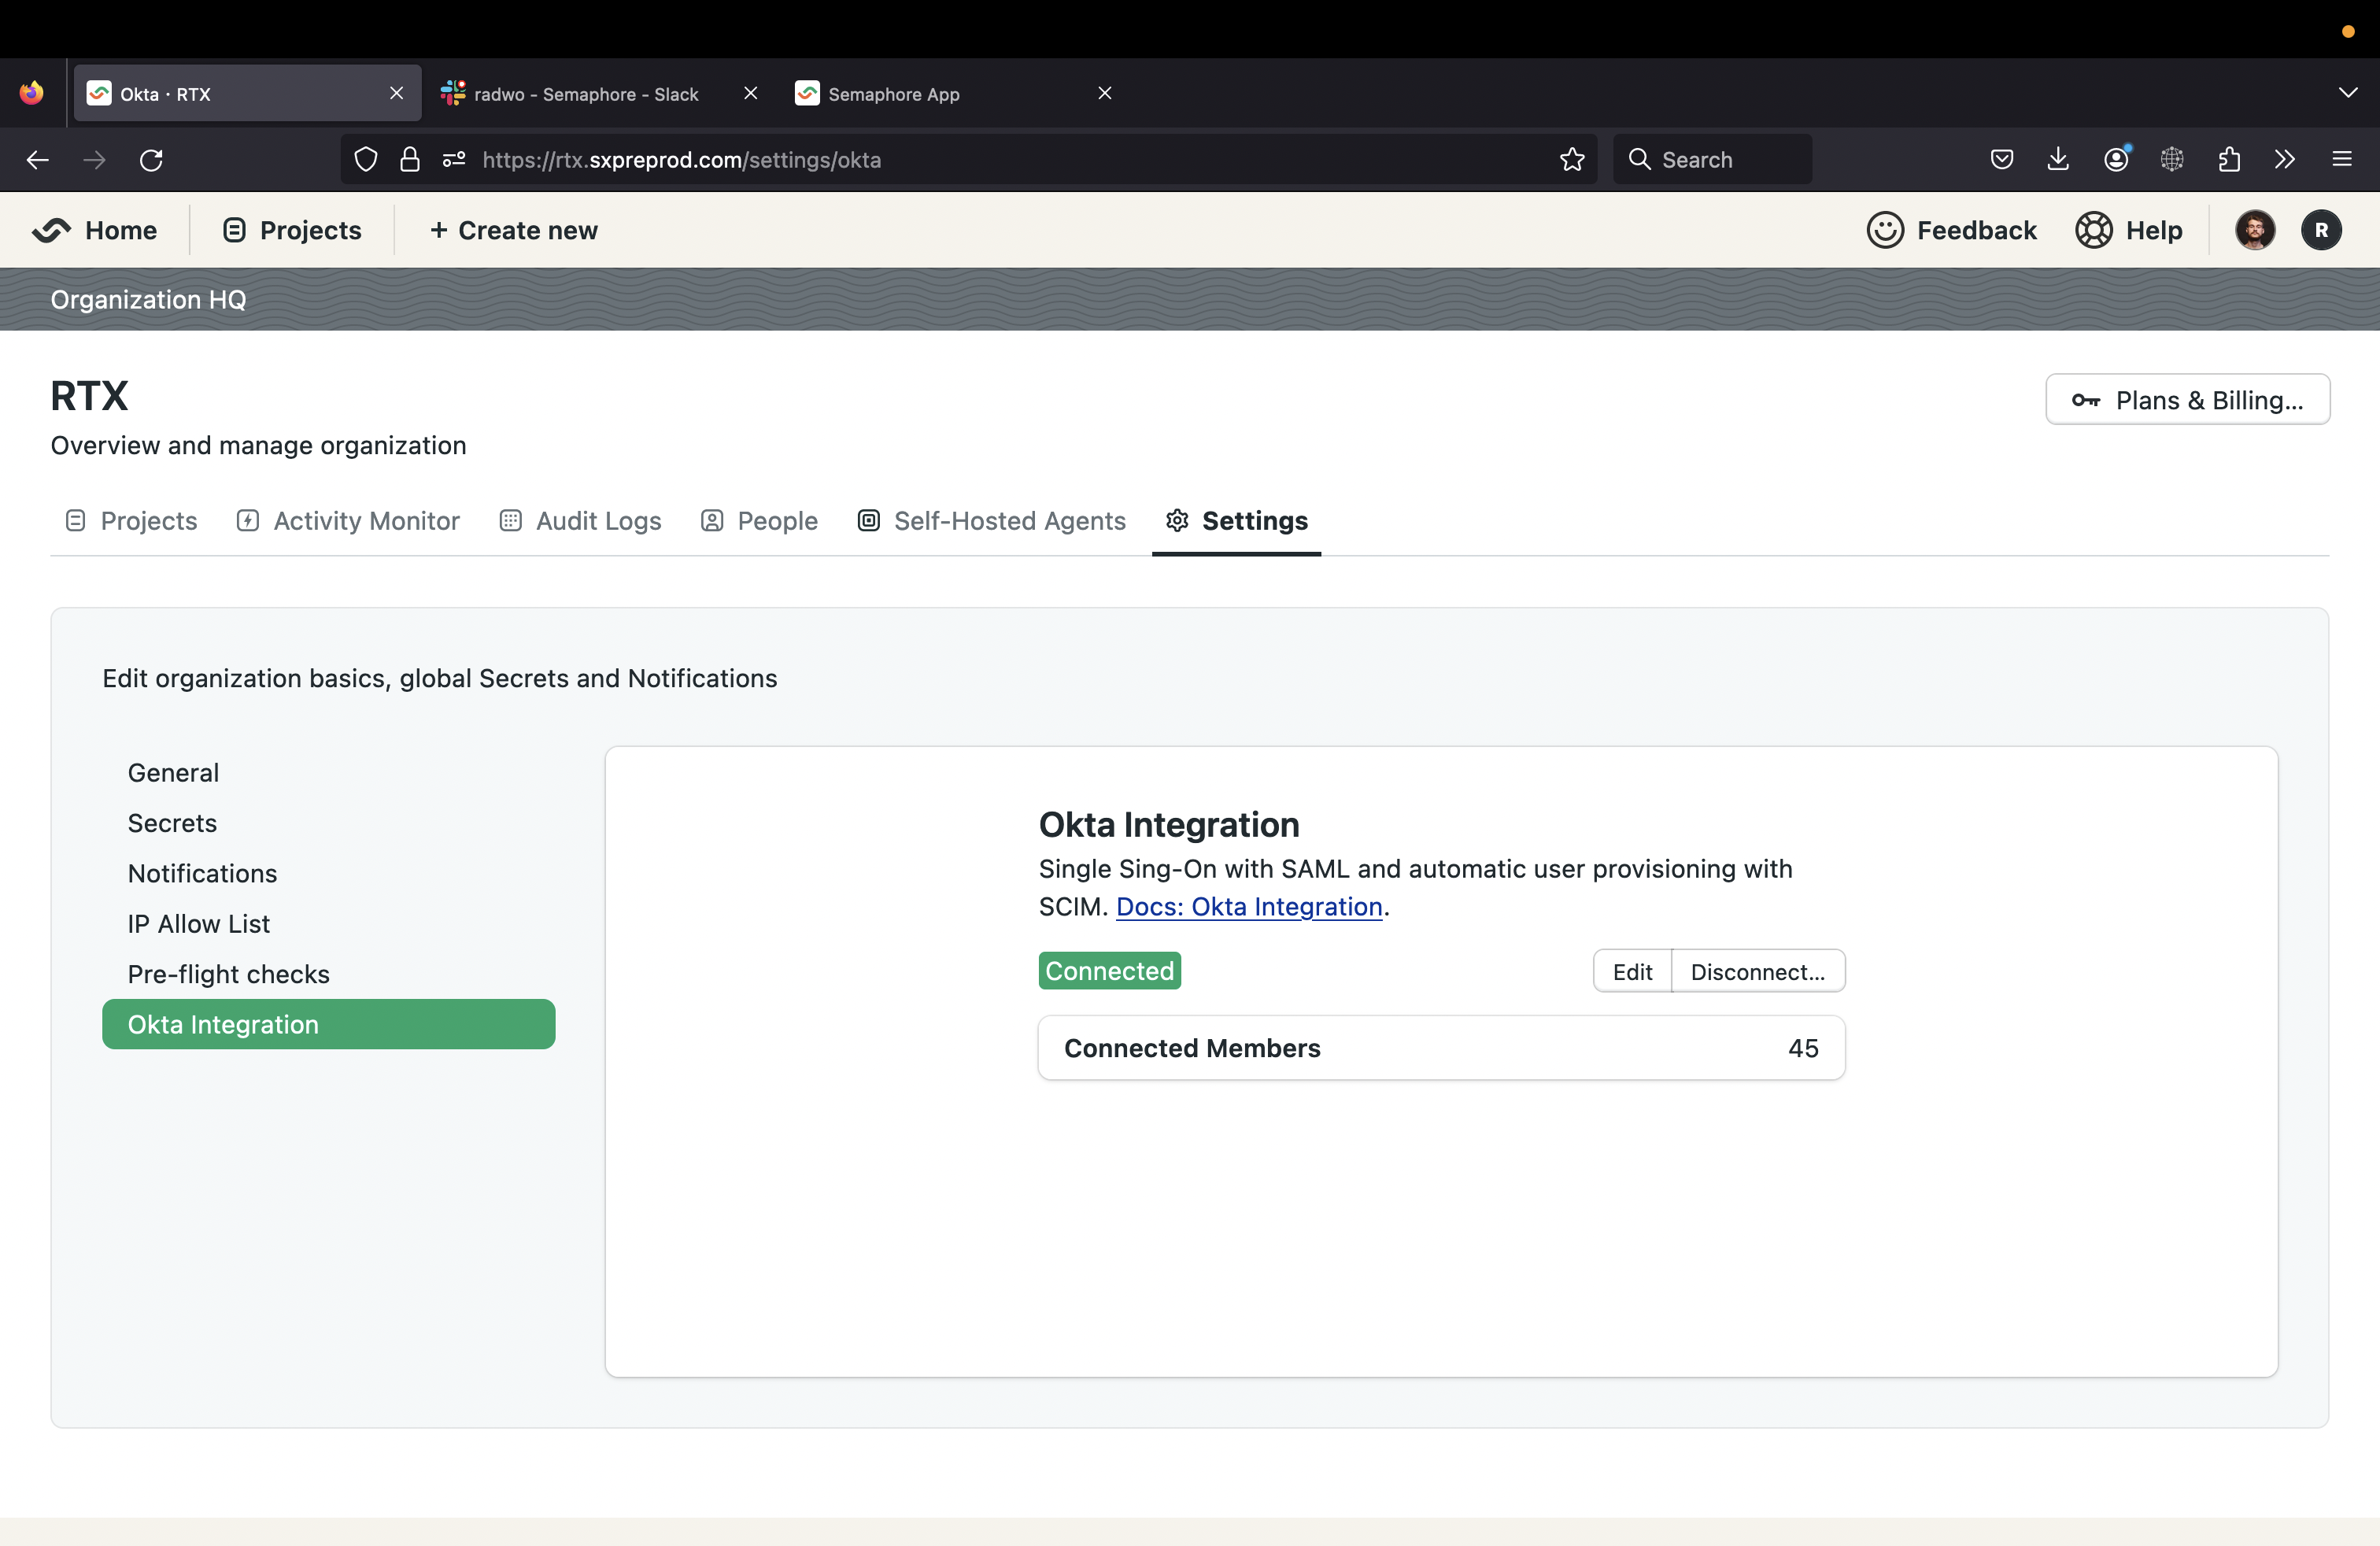 Okta · RTX
radwo - Semaphore - Slack
Semaphore App
https://rtx.sxpreprod.com/settings/okta
Search
Home
Projects
+ Create new
Feedback
Help
R
Organization HQ
RTX
Plans & Billing...
Overview and manage organization
Projects
Activity Monitor
Audit Logs
People
Self-Hosted Agents
Settings
Edit organization basics, global Secrets and Notifications
General
Secrets
Notifications
IP Allow List
Pre-flight checks
Okta Integration
Okta Integration
Single Sing-On with SAML and automatic user provisioning with
SCIM. Docs: Okta Integration.
Connected
Edit
Disconnect...
Connected Members
45